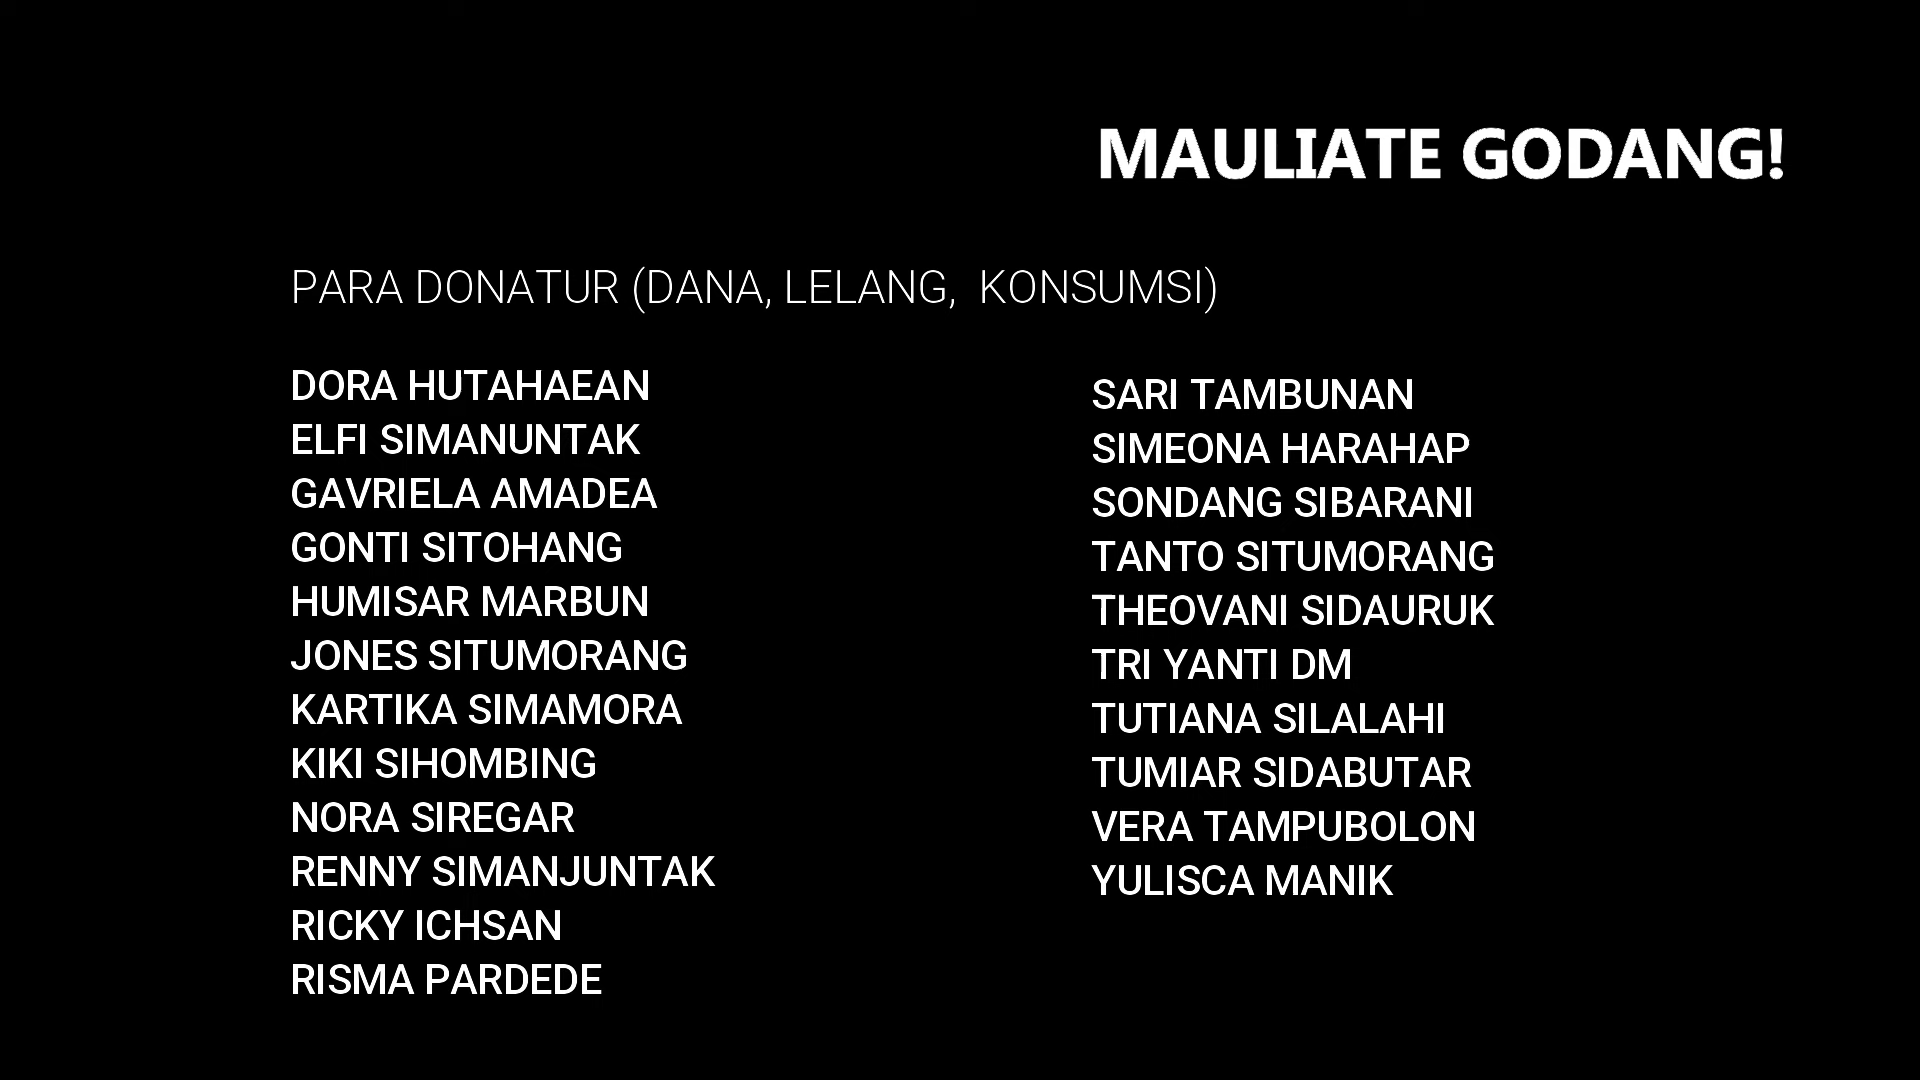 MAULIATE GODANG!
PARA DONATUR (DANA, LELANG,  KONSUMSI)
DORA HUTAHAEAN
ELFI SIMANUNTAK
GAVRIELA AMADEA
GONTI SITOHANG
HUMISAR MARBUN
JONES SITUMORANG
KARTIKA SIMAMORA
KIKI SIHOMBING
NORA SIREGAR
RENNY SIMANJUNTAK
RICKY ICHSAN
RISMA PARDEDE
SARI TAMBUNAN
SIMEONA HARAHAP
SONDANG SIBARANI
TANTO SITUMORANG
THEOVANI SIDAURUK
TRI YANTI DM
TUTIANA SILALAHI
TUMIAR SIDABUTAR
VERA TAMPUBOLON
YULISCA MANIK